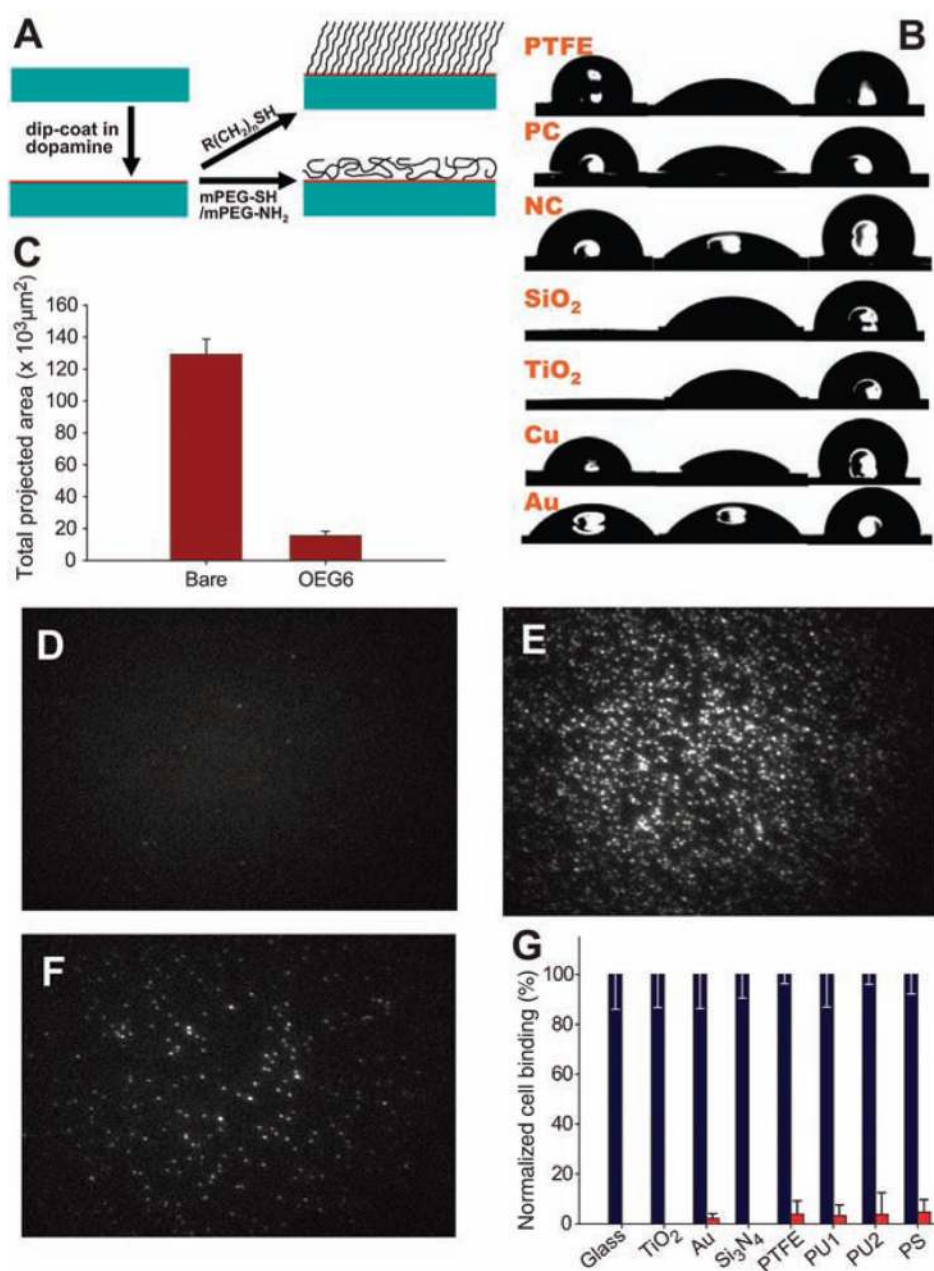 A
dip-coat in
dopamine
R(CH₂)ₙSH
mPEG-SH
/mPEG-NH₂
B
PTFE
PC
NC
SiO₂
TiO₂
Cu
Au
C
Total projected area (x 10³µm²)
160
140
120
100
80
60
40
20
0
Bare OEG6
D
E
F
G
Normalized cell binding (%)
100
80
60
40
20
0
Glass TiO₂ Au Si₃N₄ PTFE PU1 PU2 PS